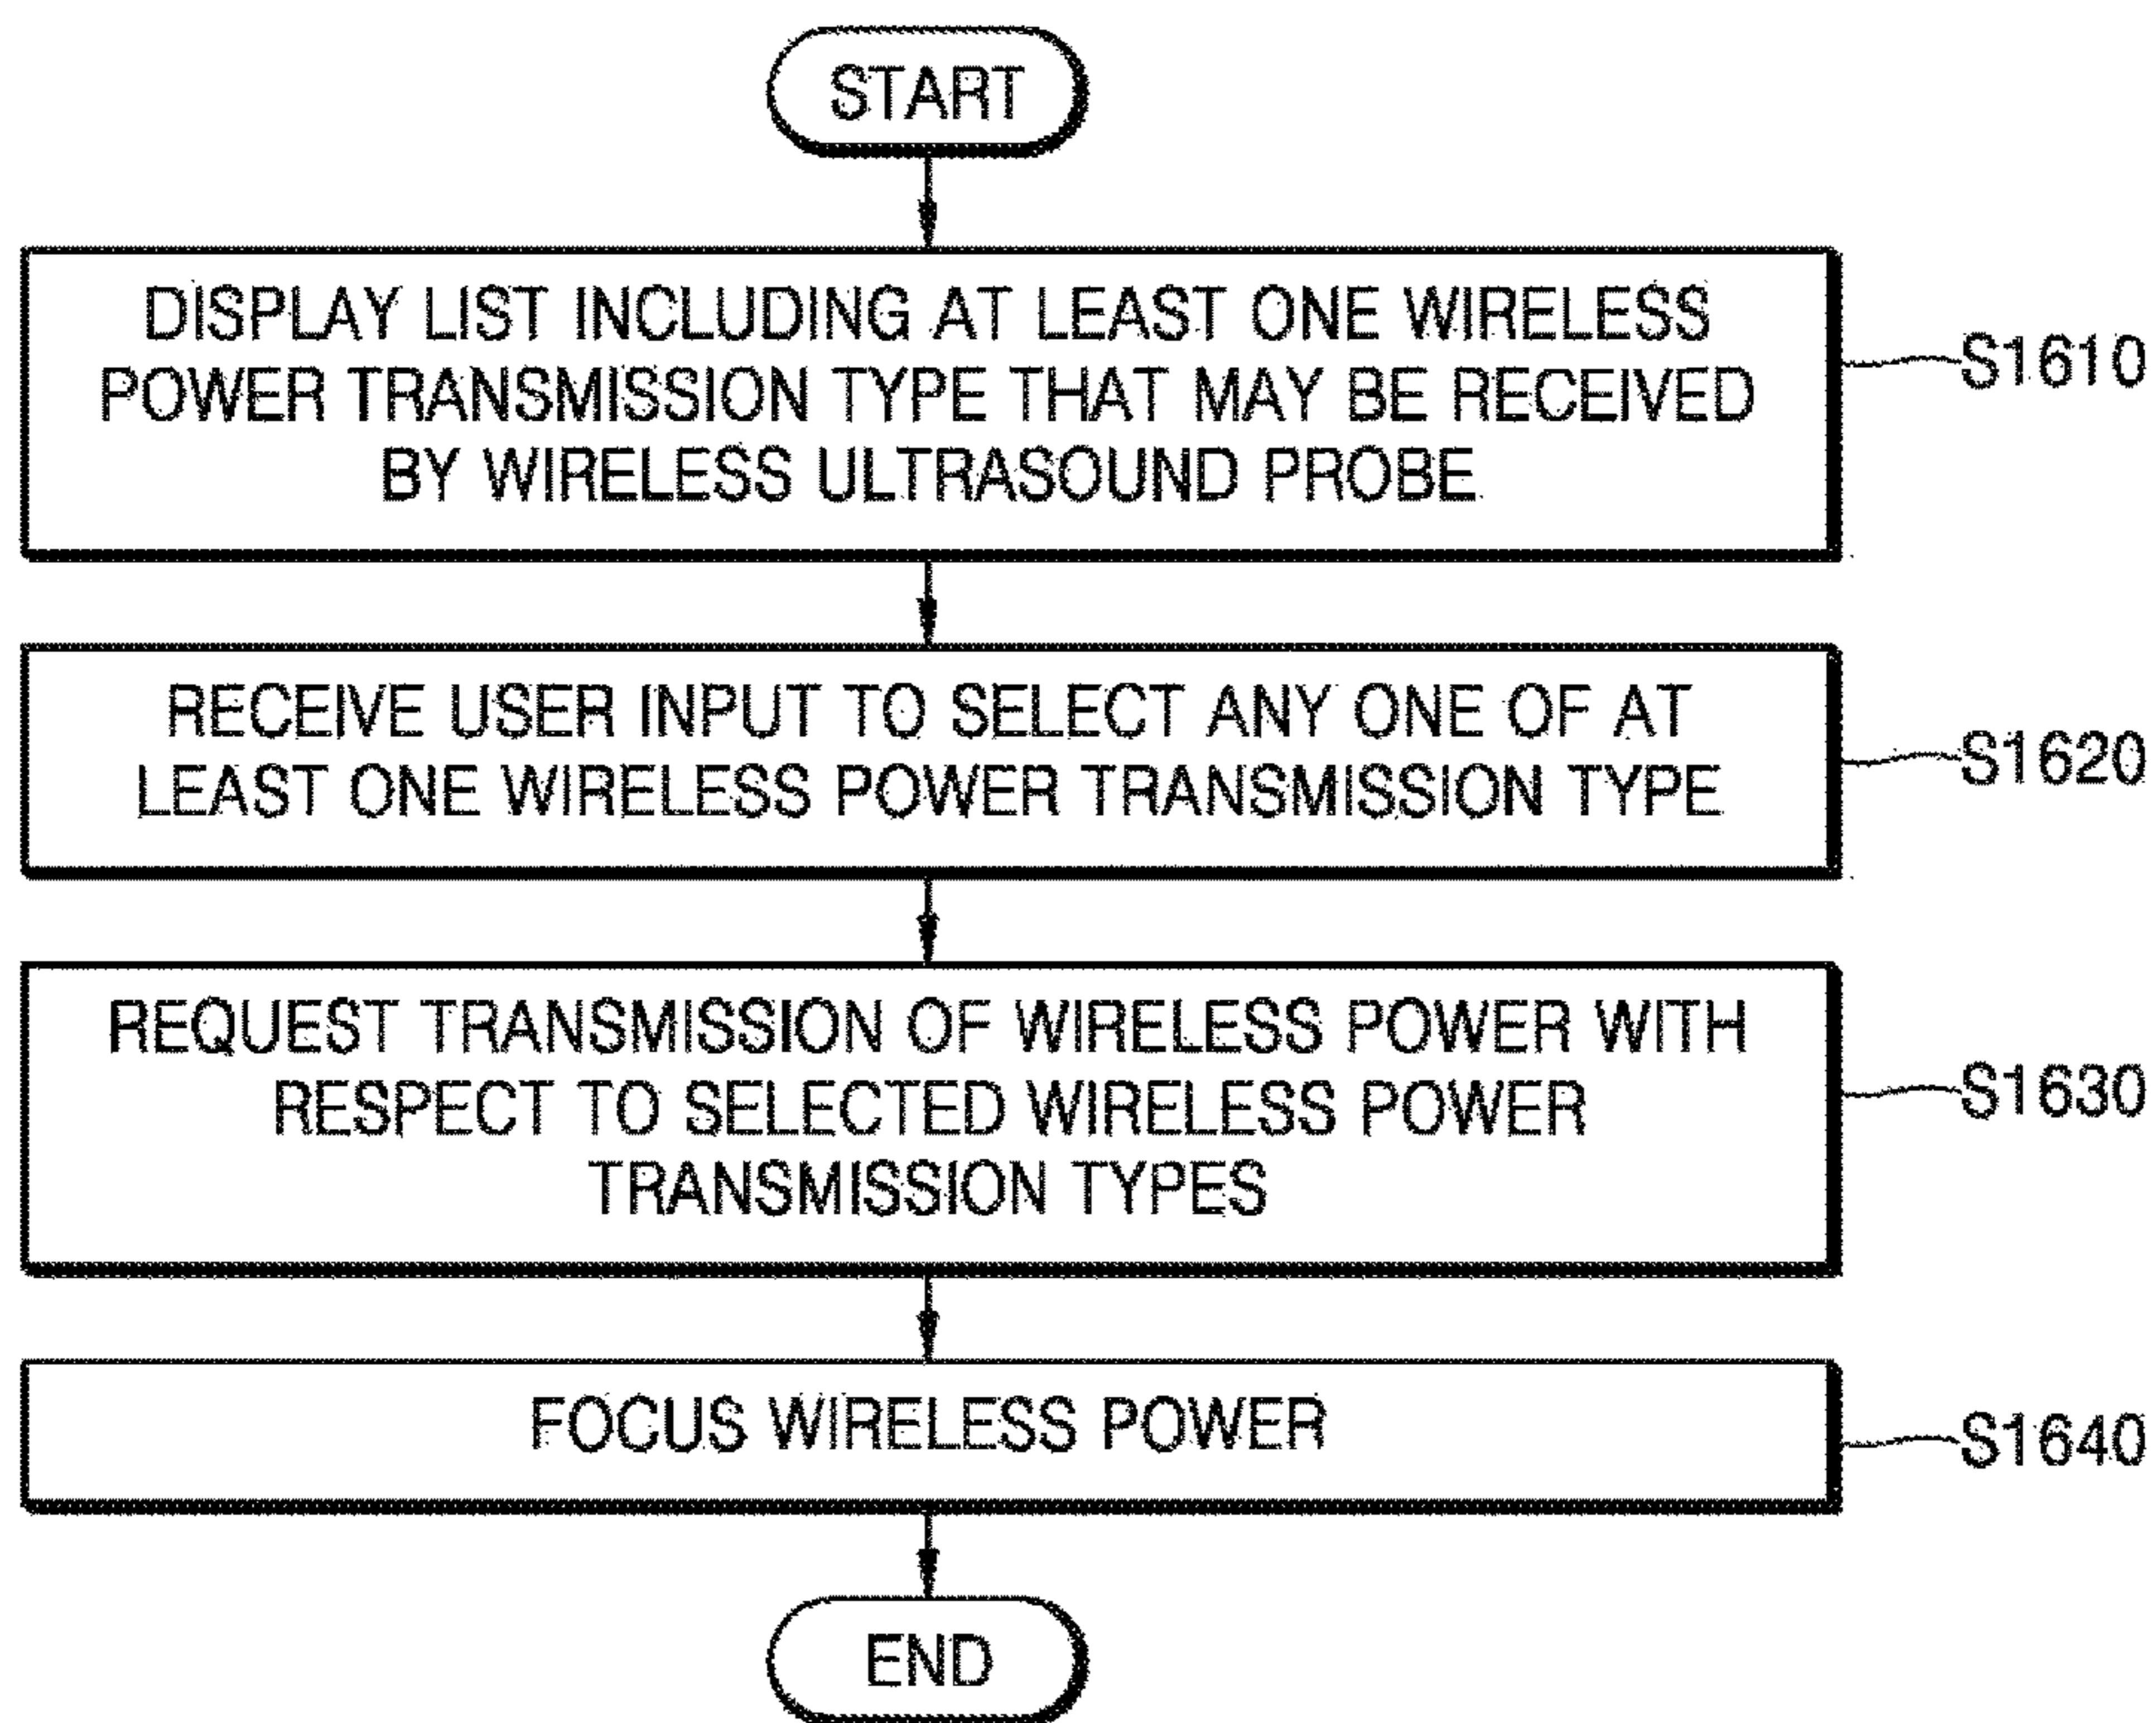 START
DISPLAY LIST INCLUDING AT LEAST ONE WIRELESS
POWER TRANSMISSION TYPE THAT MAY BE RECEIVED
BY WIRELESS ULTRASOUND PROBE
S1610
RECEIVE USER INPUT TO SELECT ANY ONE OF AT
LEAST ONE WIRELESS POWER TRANSMISSION TYPE
S1620
REQUEST TRANSMISSION OF WIRELESS POWER WITH
RESPECT TO SELECTED WIRELESS POWER
TRANSMISSION TYPES
S1630
FOCUS WIRELESS POWER
S1640
END